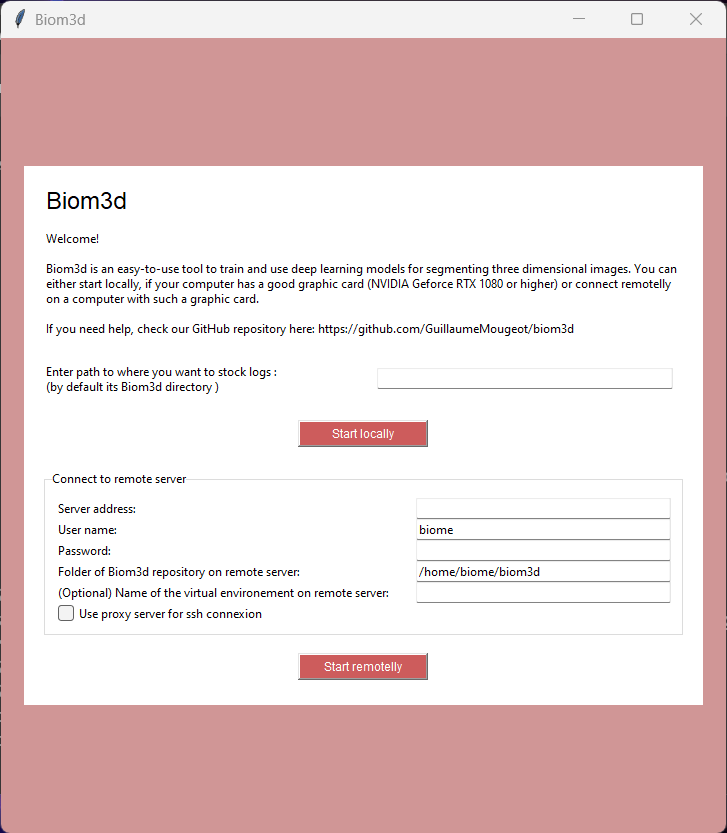 Biom3d
Biom3d
Welcome!
Biom3d is an easy-to-use tool to train and use deep learning models for segmenting three dimensional images. You can
either start locally, if your computer has a good graphic card (NVIDIA Geforce RTX 1080 or higher) or connect remotelly
on a computer with such a graphic card.
If you need help, check our GitHub repository here: https://github.com/GuillaumeMougeot/biom3d
Enter path to where you want to stock logs :
(by default its Biom3d directory )
Start locally
Connect to remote server
Server address:
User name: biome
Password:
Folder of Biom3d repository on remote server: /home/biome/biom3d
(Optional) Name of the virtual environement on remote server:
Use proxy server for ssh connexion
Start remotelly